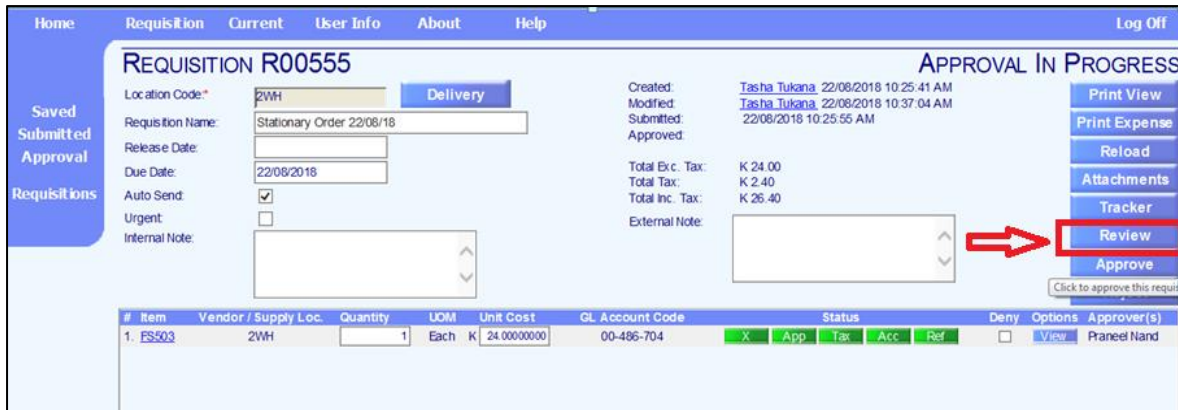 Home Requisition Current User Info About Help Log Off
REQUISITION R00555 APPROVAL IN PROGRESS
Saved
Submitted
Approval
Requisitions
Location Code:* 2WH Delivery
Requisition Name: Stationary Order 22/08/18
Release Date:
Due Date: 22/08/2018
Auto Send:
Urgent:
Internal Note:
Created: Tasha Tukana 22/08/2018 10:25:41 AM
Modified: Tasha Tukana 22/08/2018 10:37:04 AM
Submitted: 22/08/2018 10:25:55 AM
Approved:
Total Exc. Tax: K 24.00
Total Tax: K 2.40
Total Inc. Tax: K 26.40
External Note:
Print View
Print Expense
Reload
Attachments
Tracker
Review
Approve
Click to approve this requis
# Item Vendor / Supply Loc. Quantity UOM Unit Cost GL Account Code Status Deny Options Approver(s)
1. FS503 2WH 1 Each K 24.00000000 00-486-704 X App Tax Acc Ref View Praneel Nand